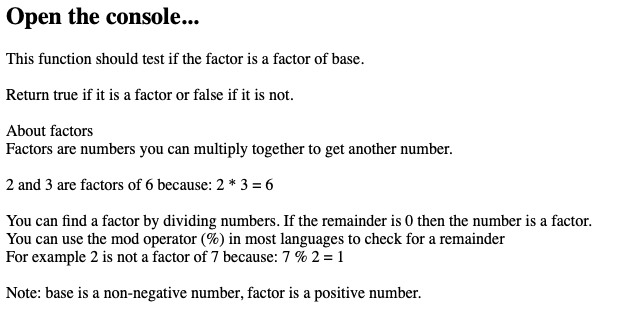 Open the console...
This function should test if the factor is a factor of base.
Return true if it is a factor or false if it is not.
About factors
Factors are numbers you can multiply together to get another number.
2 and 3 are factors of 6 because: 2 * 3 = 6
You can find a factor by dividing numbers. If the remainder is 0 then the number is a factor.
You can use the mod operator (%) in most languages to check for a remainder
For example 2 is not a factor of 7 because: 7 % 2 = 1
Note: base is a non-negative number, factor is a positive number.